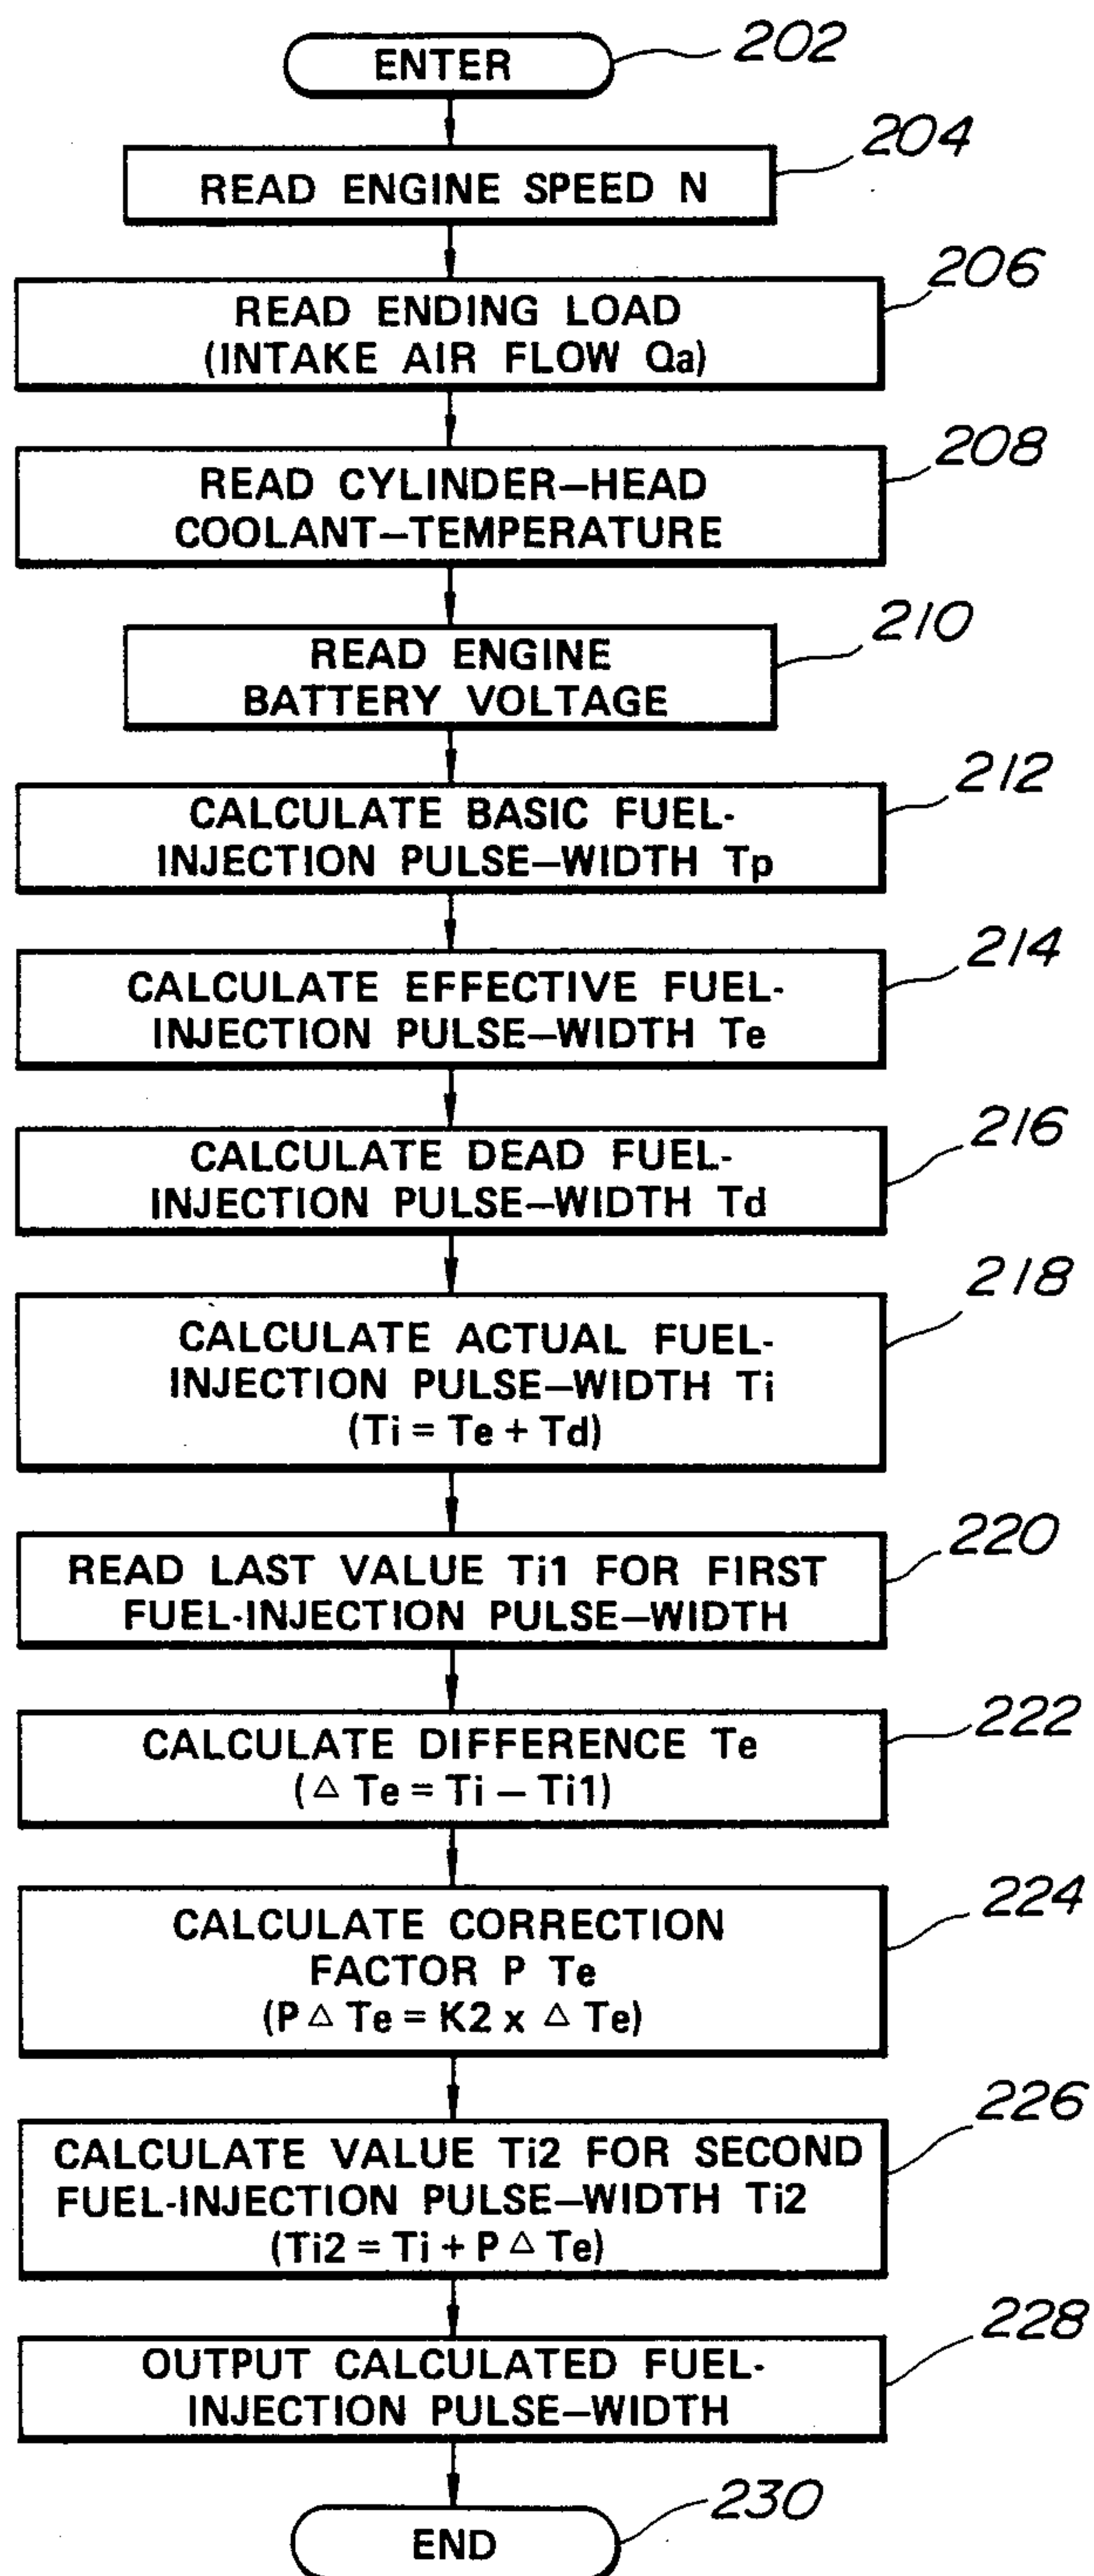 ENTER
202
READ ENGINE SPEED N
204
READ ENDING LOAD
(INTAKE AIR FLOW Qa)
206
READ CYLINDER—HEAD
COOLANT—TEMPERATURE
208
READ ENGINE
BATTERY VOLTAGE
210
CALCULATE BASIC FUEL-
INJECTION PULSE—WIDTH Tp
212
CALCULATE EFFECTIVE FUEL-
INJECTION PULSE—WIDTH Te
214
CALCULATE DEAD FUEL-
INJECTION PULSE—WIDTH Td
216
CALCULATE ACTUAL FUEL-
INJECTION PULSE—WIDTH Ti
(Ti = Te + Td)
218
READ LAST VALUE Ti1 FOR FIRST
FUEL-INJECTION PULSE—WIDTH
220
CALCULATE DIFFERENCE Te
(△ Te = Ti — Ti1)
222
CALCULATE CORRECTION
FACTOR P Te
(P △ Te = K2 x △ Te)
224
CALCULATE VALUE Ti2 FOR SECOND
FUEL-INJECTION PULSE—WIDTH Ti2
(Ti2 = Ti + P △ Te)
226
OUTPUT CALCULATED FUEL-
INJECTION PULSE—WIDTH
228
END
230